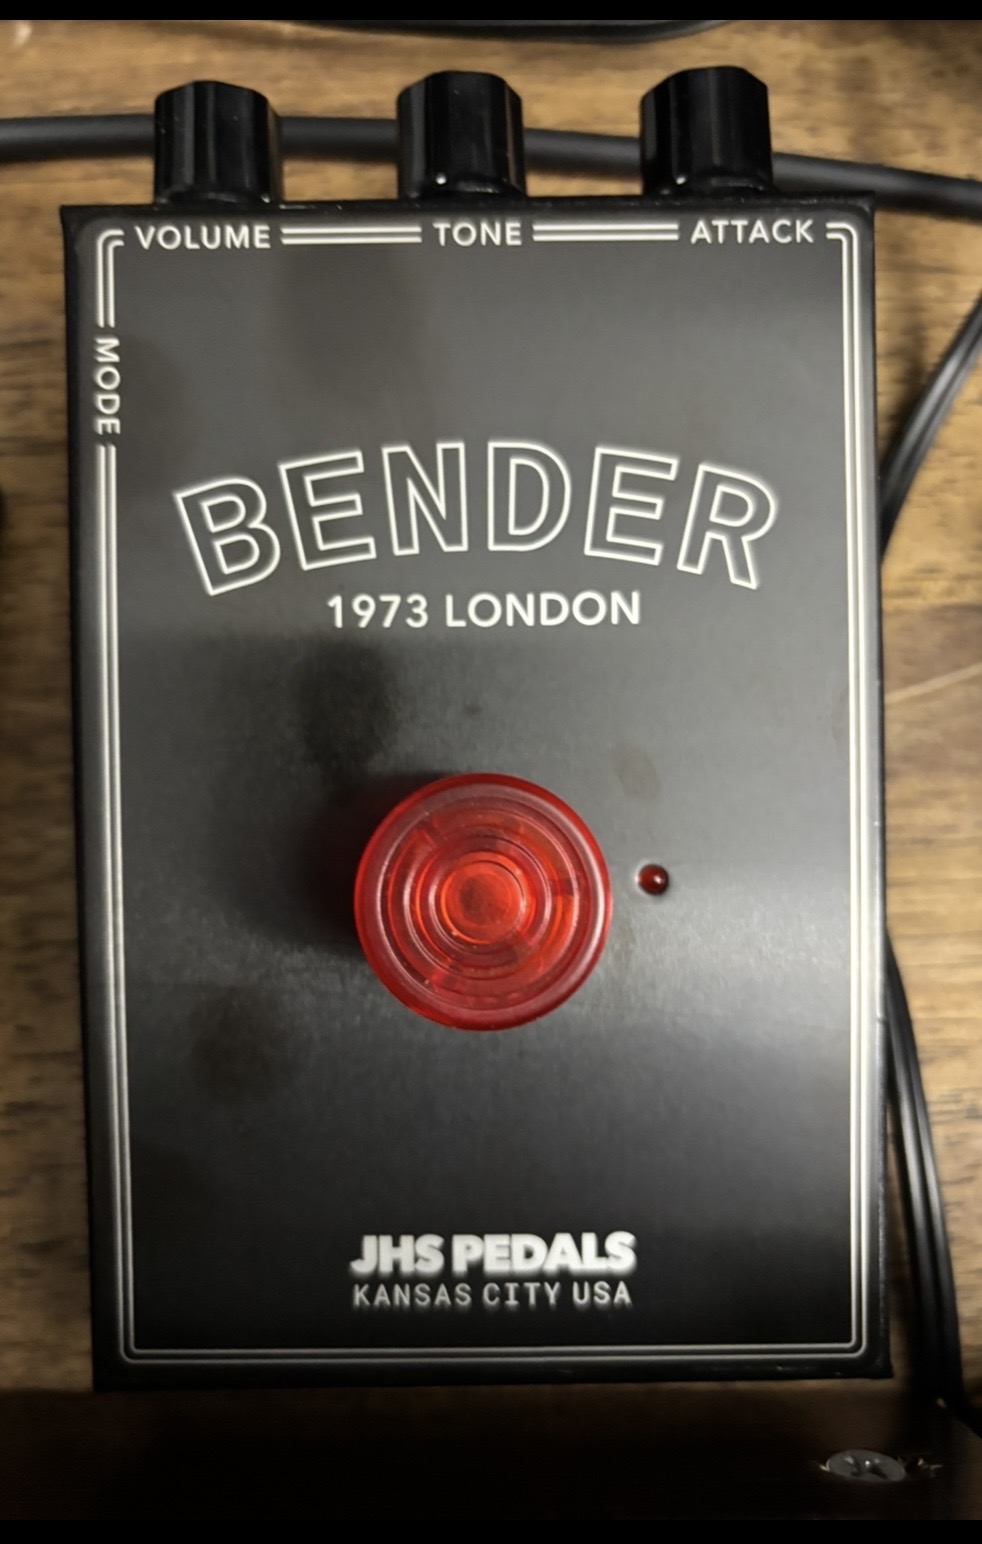 VOLUME TONE ATTACK
MODE
BENDER
1973 LONDON
JHS PEDALS
KANSAS CITY USA